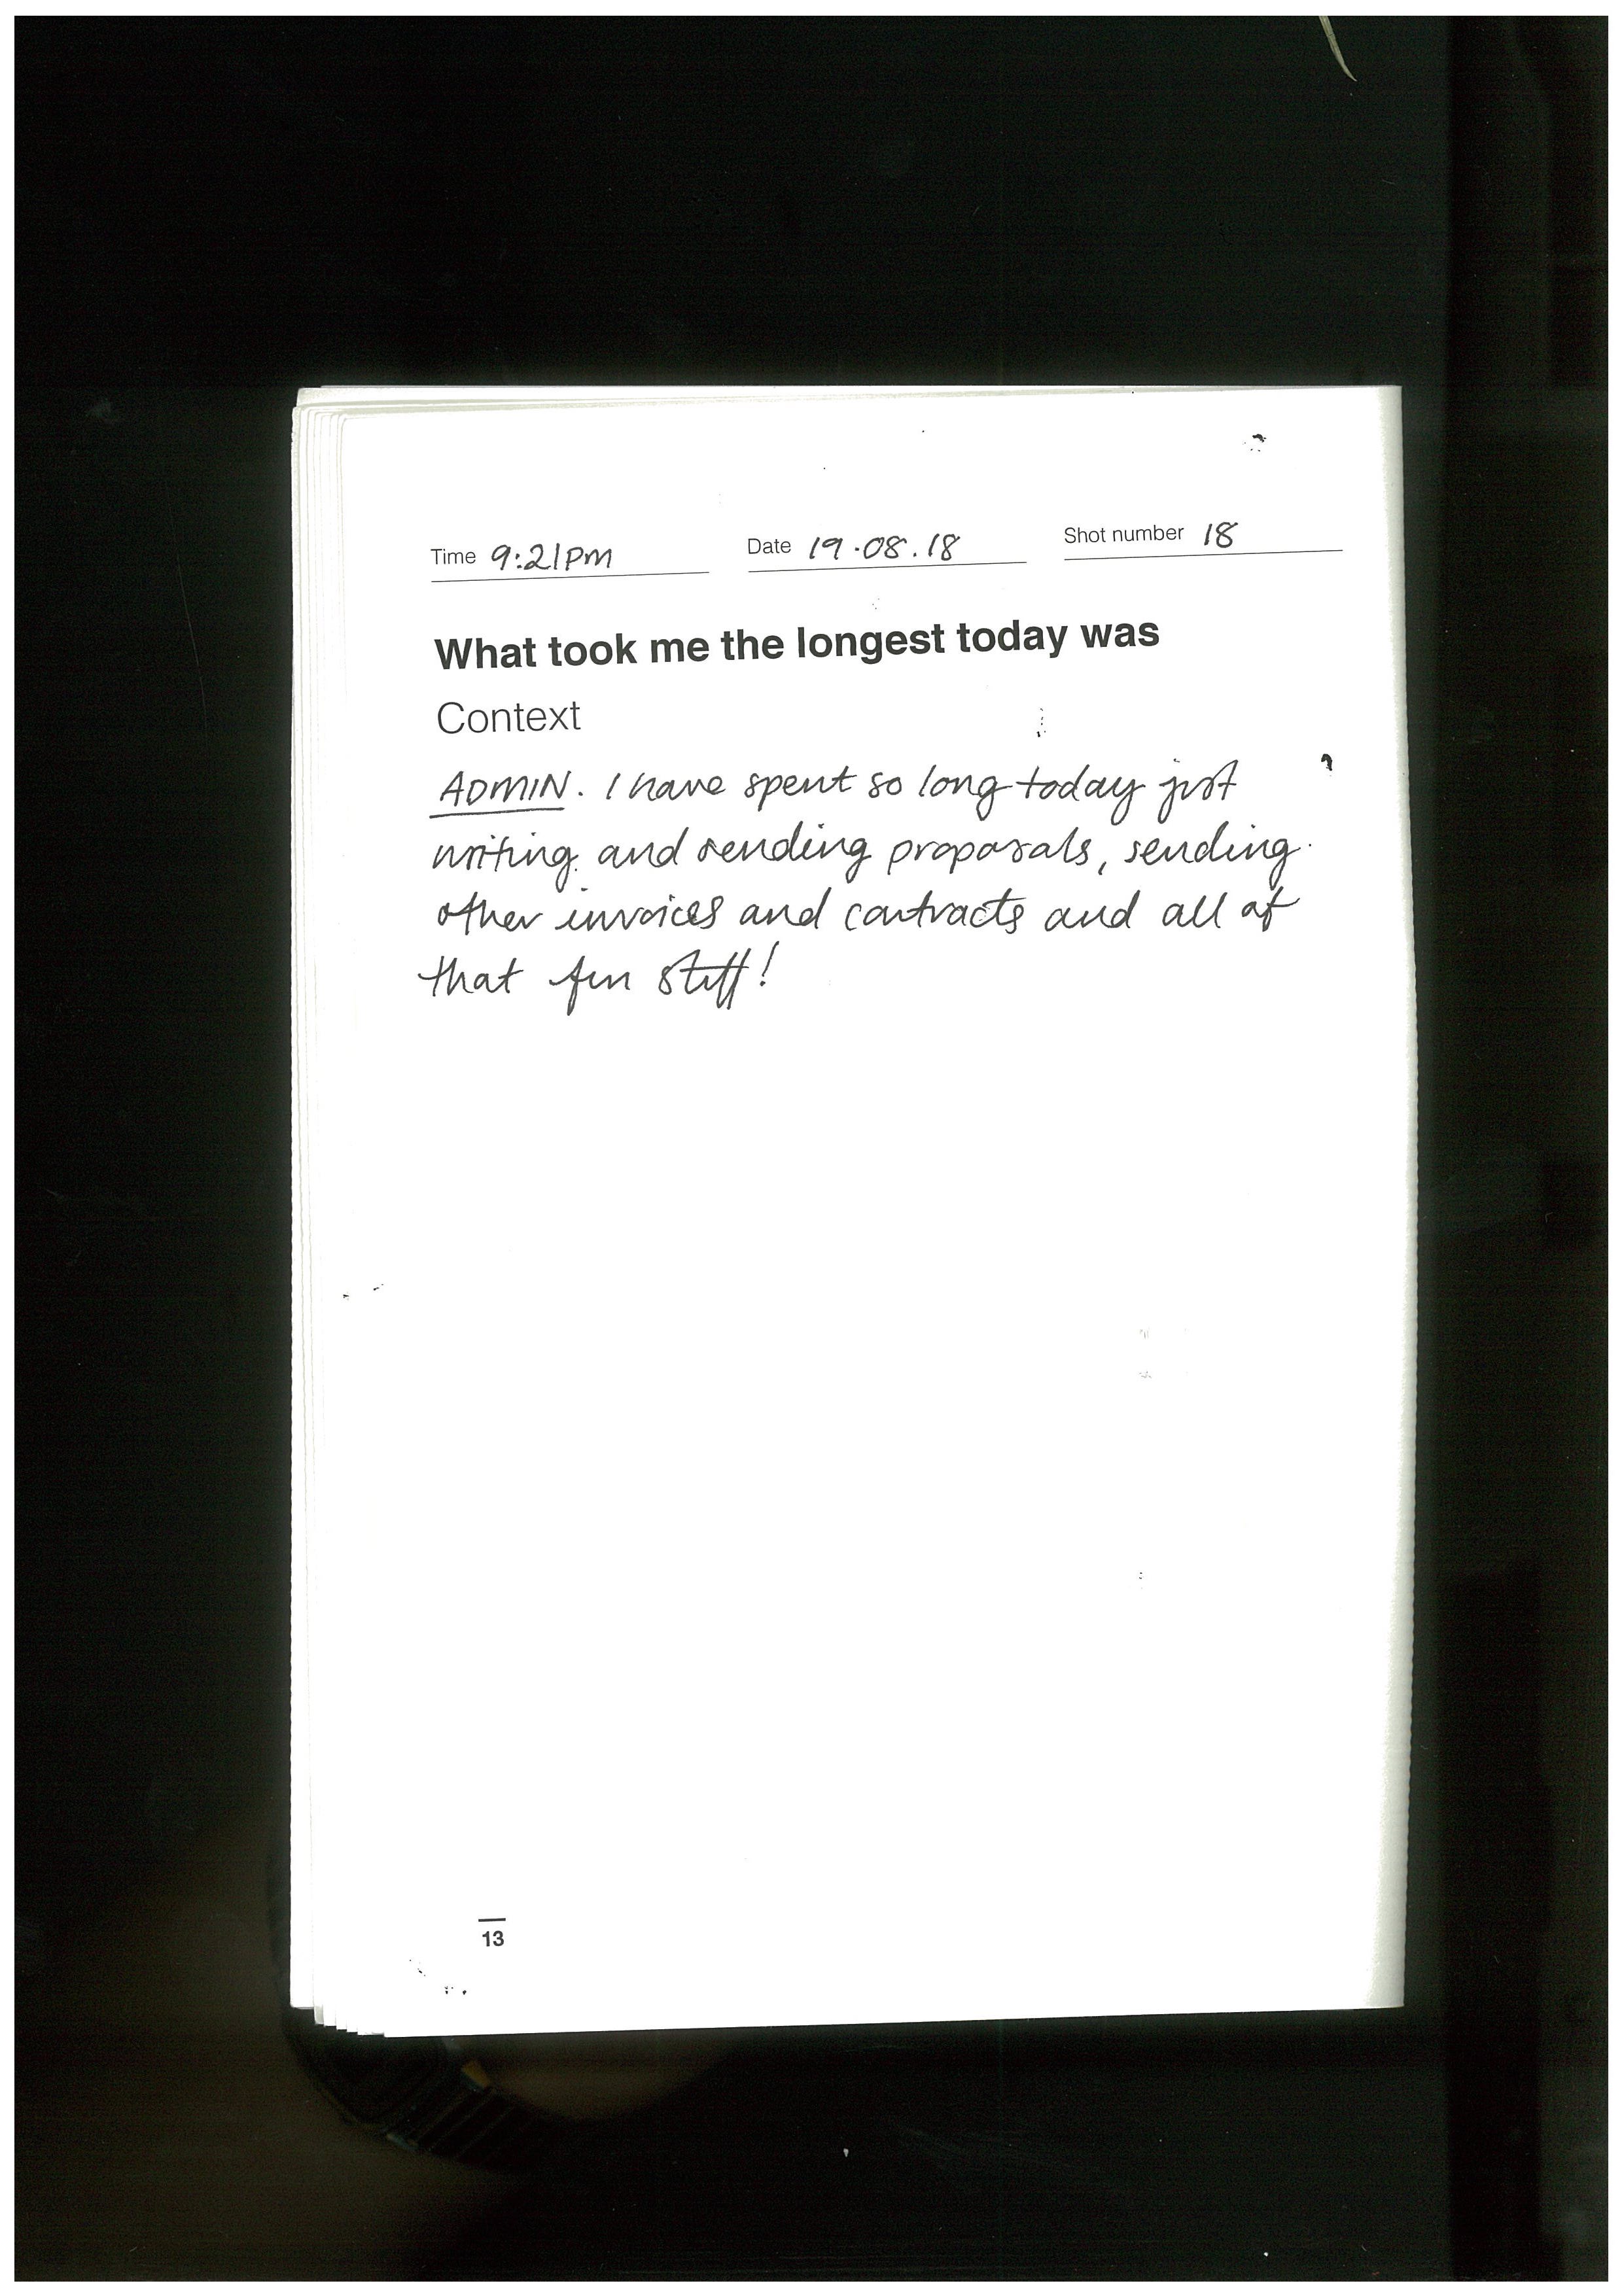 Time 9:21pm Date 19.08.18 Shot number 18
What took me the longest today was
Context
ADMIN. I have spent so long today just
writing and sending proposals, sending
other invoices and contracts and all of
that fun stuff!
13